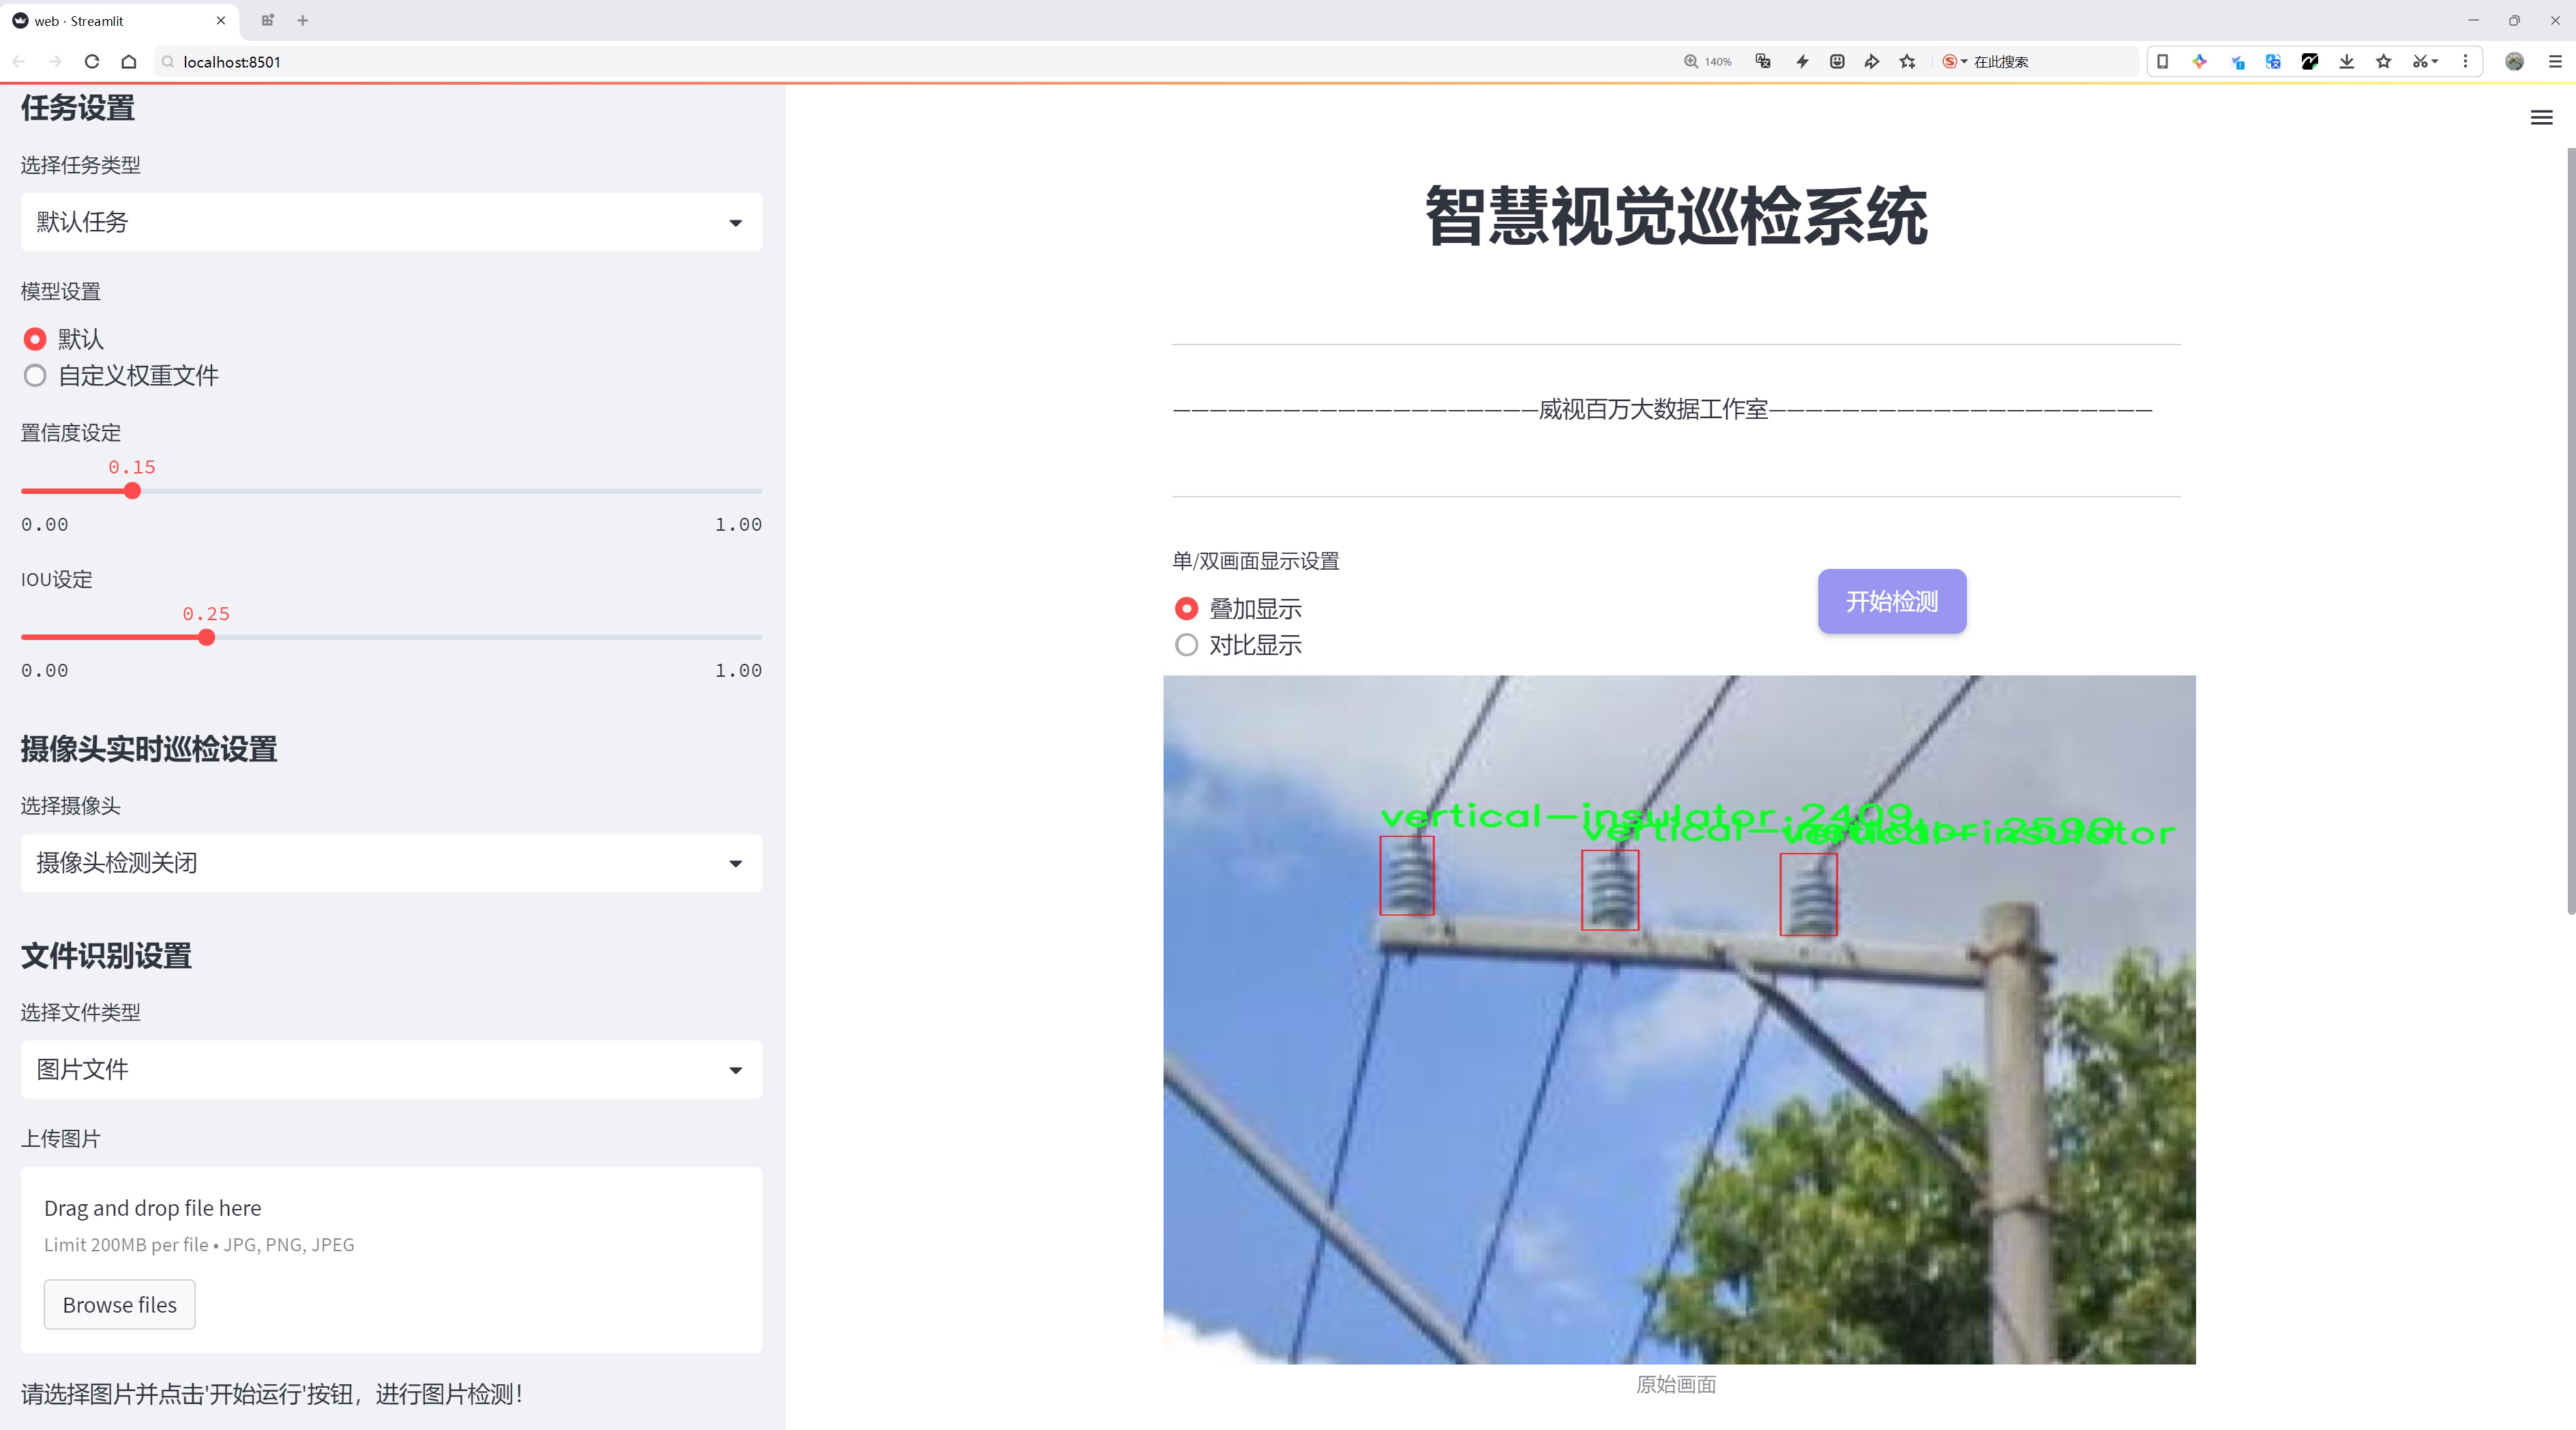 web · Streamlit
localhost:8501
140%
在此搜索
任务设置
选择任务类型
默认任务
模型设置
默认
自定义权重文件
置信度设定
0.15
0.00
1.00
IOU设定
0.25
0.00
1.00
摄像头实时巡检设置
选择摄像头
摄像头检测关闭
文件识别设置
选择文件类型
图片文件
上传图片
Drag and drop file here
Limit 200MB per file • JPG, PNG, JPEG
Browse files
请选择图片并点击'开始运行'按钮，进行图片检测！
智慧视觉巡检系统
————————————————————威视百万大数据工作室—————————————————————
单/双画面显示设置
叠加显示
对比显示
开始检测
vertical-insulator:2409
原始画面